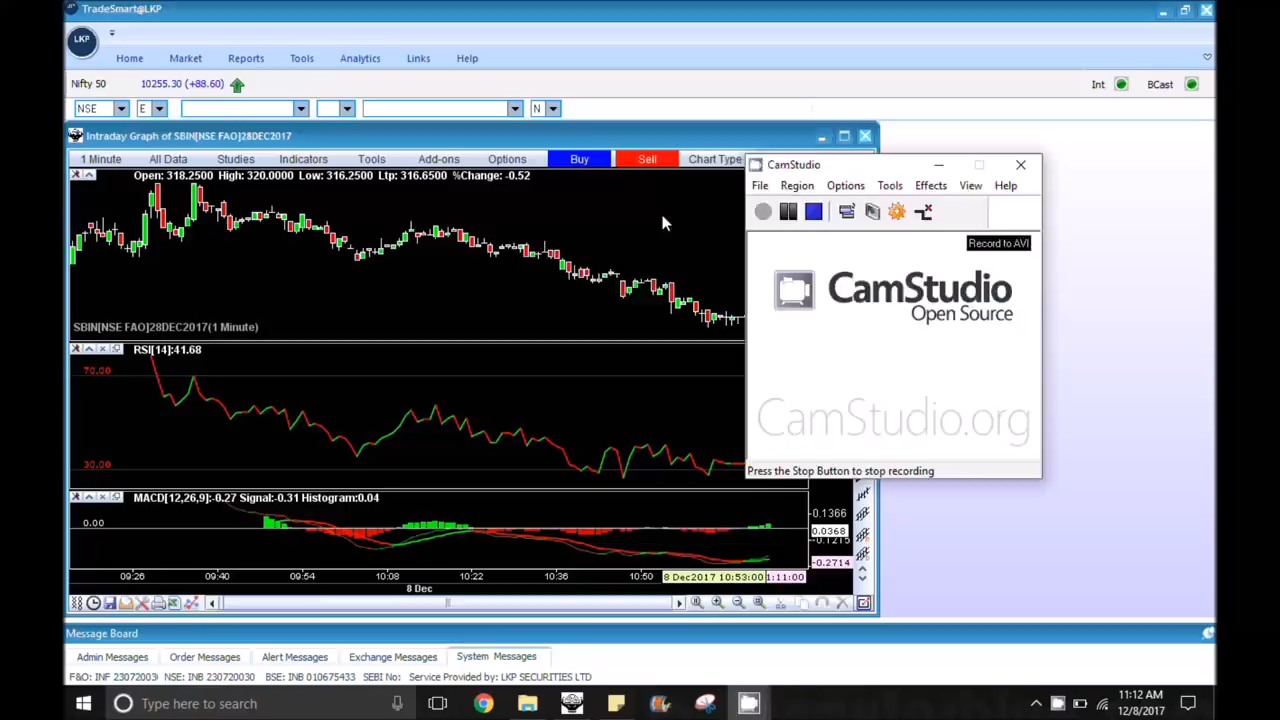 TradeSmart@LKP
LKP
Home Market Reports Tools Analytics Links Help
Nifty 50 10255.30 (+88.60) Int BCast
NSE E N
Intraday Graph of SBIN[NSE FAO]28DEC2017
1 Minute All Data Studies Indicators Tools Add-ons Options Buy Sell Chart Type
Open: 318.2500 High: 320.0000 Low: 316.2500 Ltp: 316.6500 %Change: -0.52
SBIN[NSE FAO]28DEC2017(1 Minute)
RSI[14]:41.68
70.00
30.00
MACD[12,26,9]:-0.27 Signal:-0.31 Histogram:0.04
0.00
0.1366
0.0368
-0.1215
-0.2714
09:26 09:40 09:54 10:08 10:22 10:36 10:50 8 Dec2017 10:53:00 1:11:00
8 Dec
CamStudio
File Region Options Tools Effects View Help
Record to AVI
CamStudio
Open Source
CamStudio.org
Press the Stop Button to stop recording
Message Board
Admin Messages Order Messages Alert Messages Exchange Messages System Messages
F&O: INF 23072003 NSE: INB 230720030 BSE: INB 010675433 SEBI No: Service Provided by: LKP SECURITIES LTD
Type here to search
11:12 AM
12/8/2017